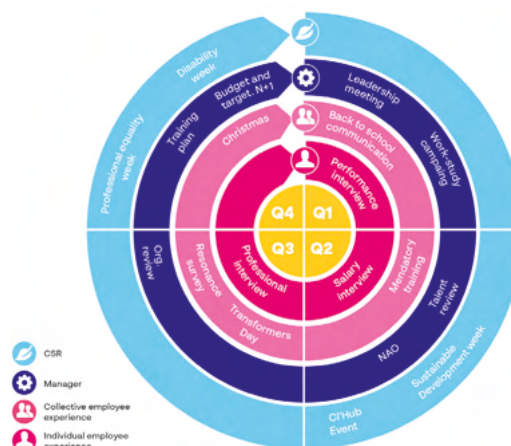 Disability
week
Professional equality
week
Budget and
target. N+1
Training
plan
Leadership
meeting
Work-study
campaing
Christmas
Back to school
communication
Performance
interview
Q4
Q1
Q3
Q2
Professional
interview
Salary
interview
Resonance
survey
Transformers
Day
Mendatory
training
Org.
review
Talent
review
NAO
Sustainable
Development week
CI'Hub
Event
CSR
Manager
Collective employee
experience
Individual employee
experience